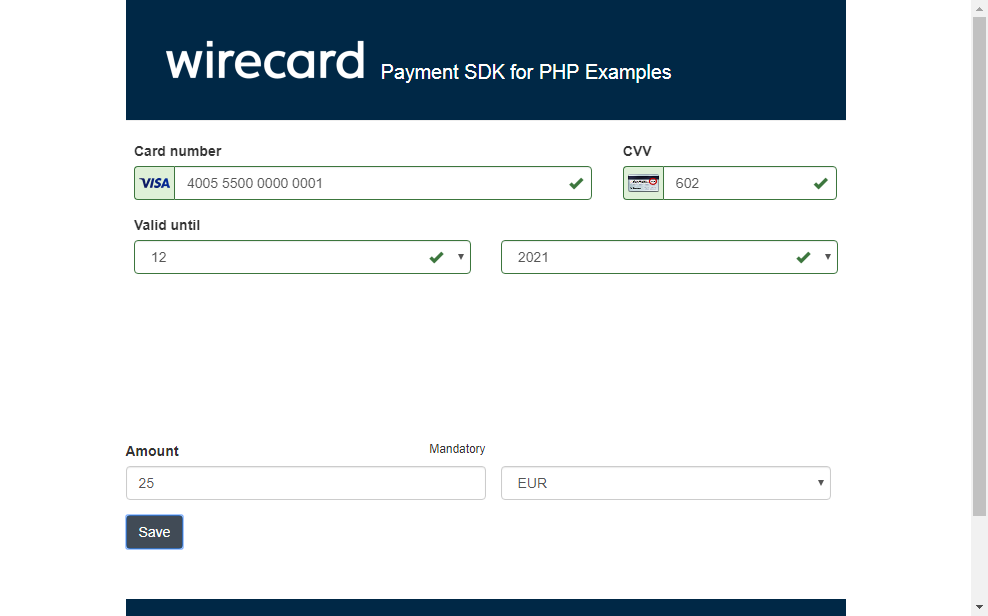 wirecard Payment SDK for PHP Examples
Card number CVV
VISA 4005 5500 0000 0001 602
Valid until
12 2021
Amount Mandatory
25 EUR
Save